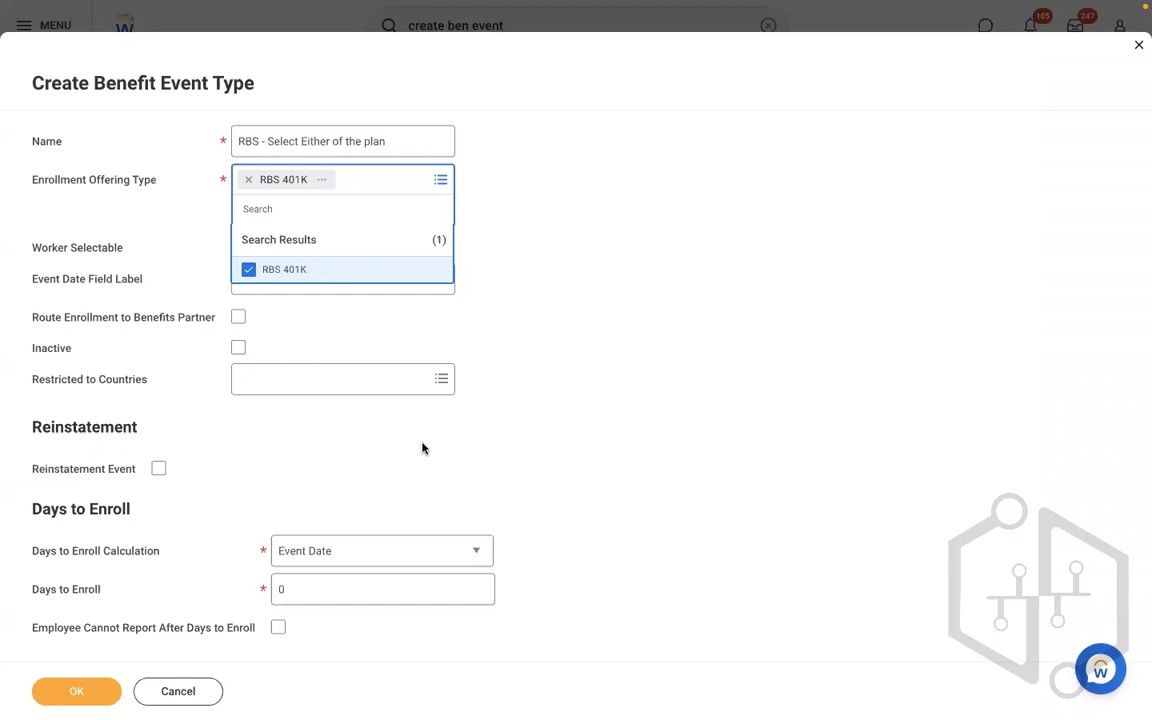 MENU
create ben event
105
247
Create Benefit Event Type
Name * RBS - Select Either of the plan
Enrollment Offering Type * RBS 401K
Search
Search Results (1)
Worker Selectable
RBS 401K
Event Date Field Label
Route Enrollment to Benefits Partner
Inactive
Restricted to Countries
Reinstatement
Reinstatement Event
Days to Enroll
Days to Enroll Calculation * Event Date
Days to Enroll * 0
Employee Cannot Report After Days to Enroll
OK
Cancel
W